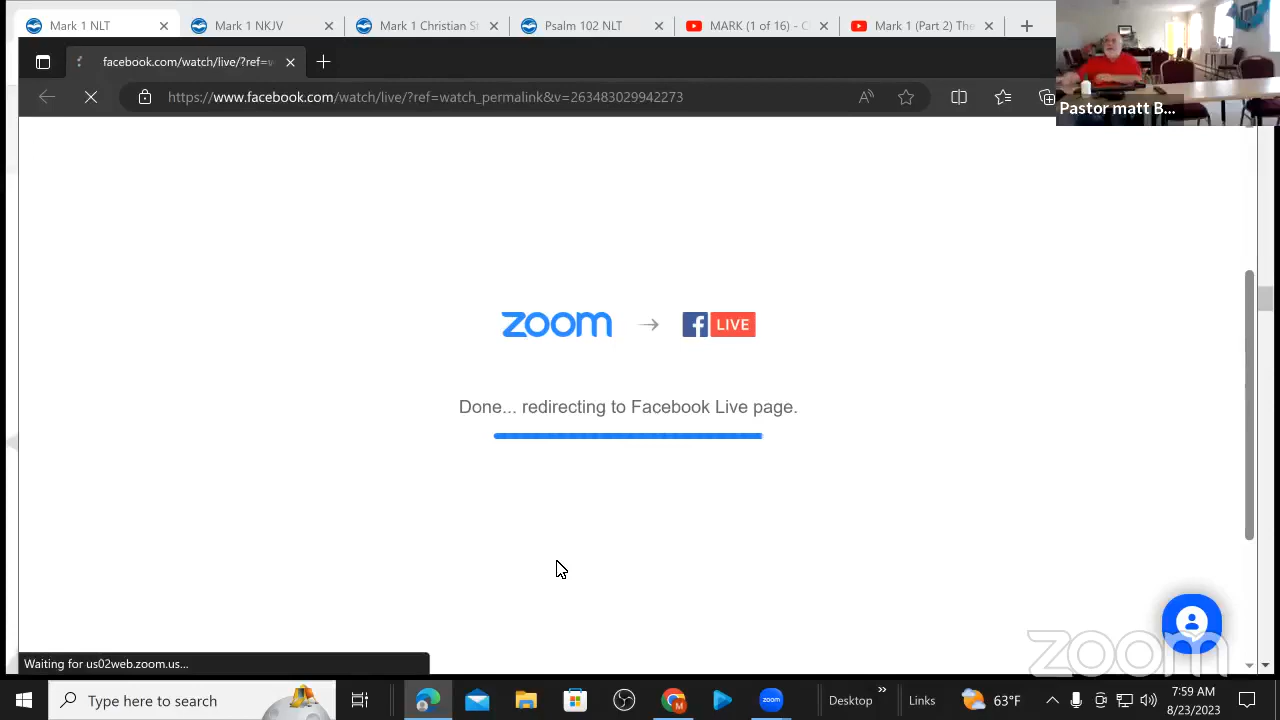 Mark 1 NLT
Mark 1 NKJV
Mark 1 Christian St
Psalm 102 NLT
MARK (1 of 16) - C
Mark 1 (Part 2) The
facebook.com/watch/live/?ref=w
https://www.facebook.com/watch/live/?ref=watch_permalink&v=263483029942273
Pastor matt B...
zoom
f LIVE
Done... redirecting to Facebook Live page.
Waiting for us02web.zoom.us...
zoom
Type here to search
M
zoom
Desktop
Links
63°F
7:59 AM
8/23/2023